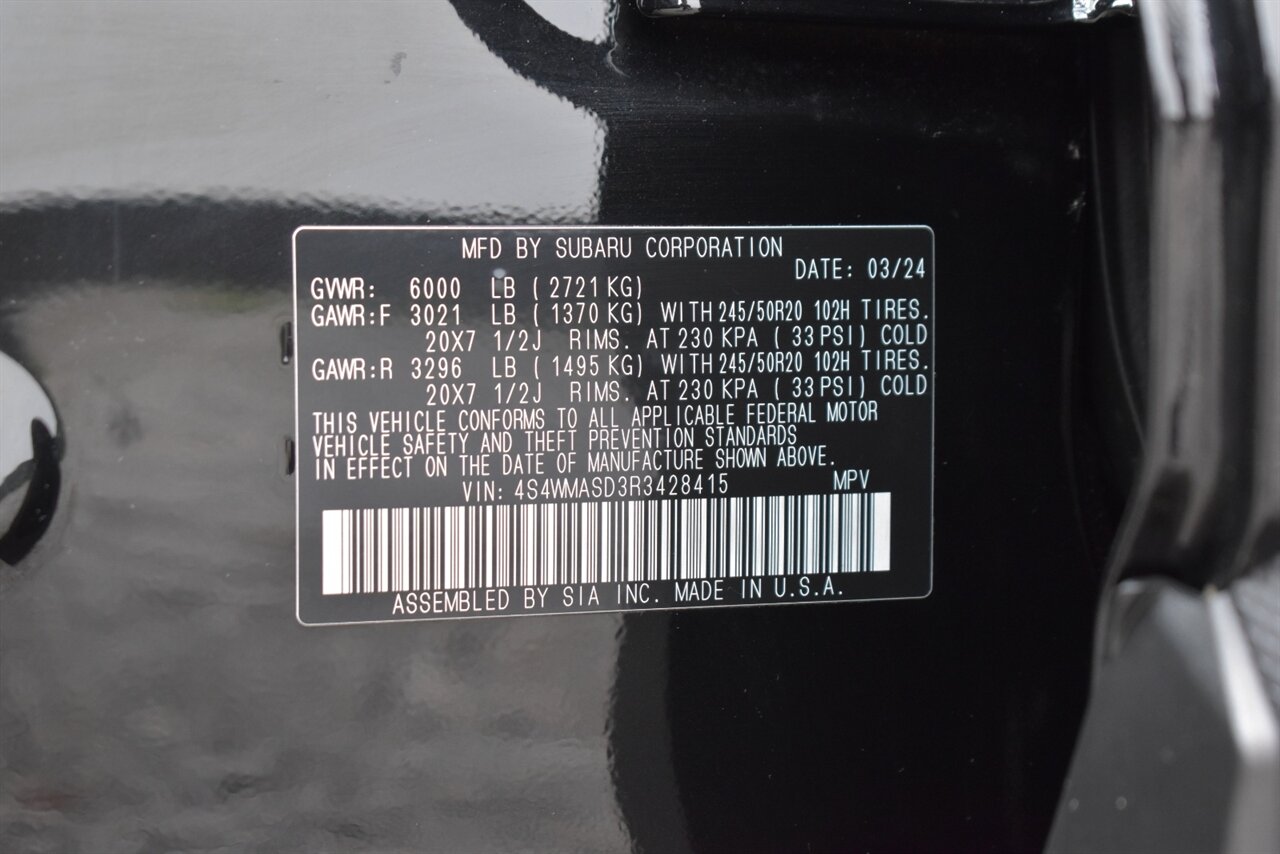 MFD BY SUBARU CORPORATION
DATE: 03/24
GVWR: 6000 LB ( 2721 KG)
GAWR:F 3021 LB ( 1370 KG) WITH 245/50R20 102H TIRES.
20X7 1/2J RIMS. AT 230 KPA ( 33 PSI) COLD
GAWR:R 3296 LB ( 1495 KG) WITH 245/50R20 102H TIRES.
20X7 1/2J RIMS. AT 230 KPA ( 33 PSI) COLD
THIS VEHICLE CONFORMS TO ALL APPLICABLE FEDERAL MOTOR
VEHICLE SAFETY AND THEFT PREVENTION STANDARDS
IN EFFECT ON THE DATE OF MANUFACTURE SHOWN ABOVE.
VIN: 4S4WMASD3R3428415 MPV
ASSEMBLED BY SIA INC. MADE IN U.S.A.